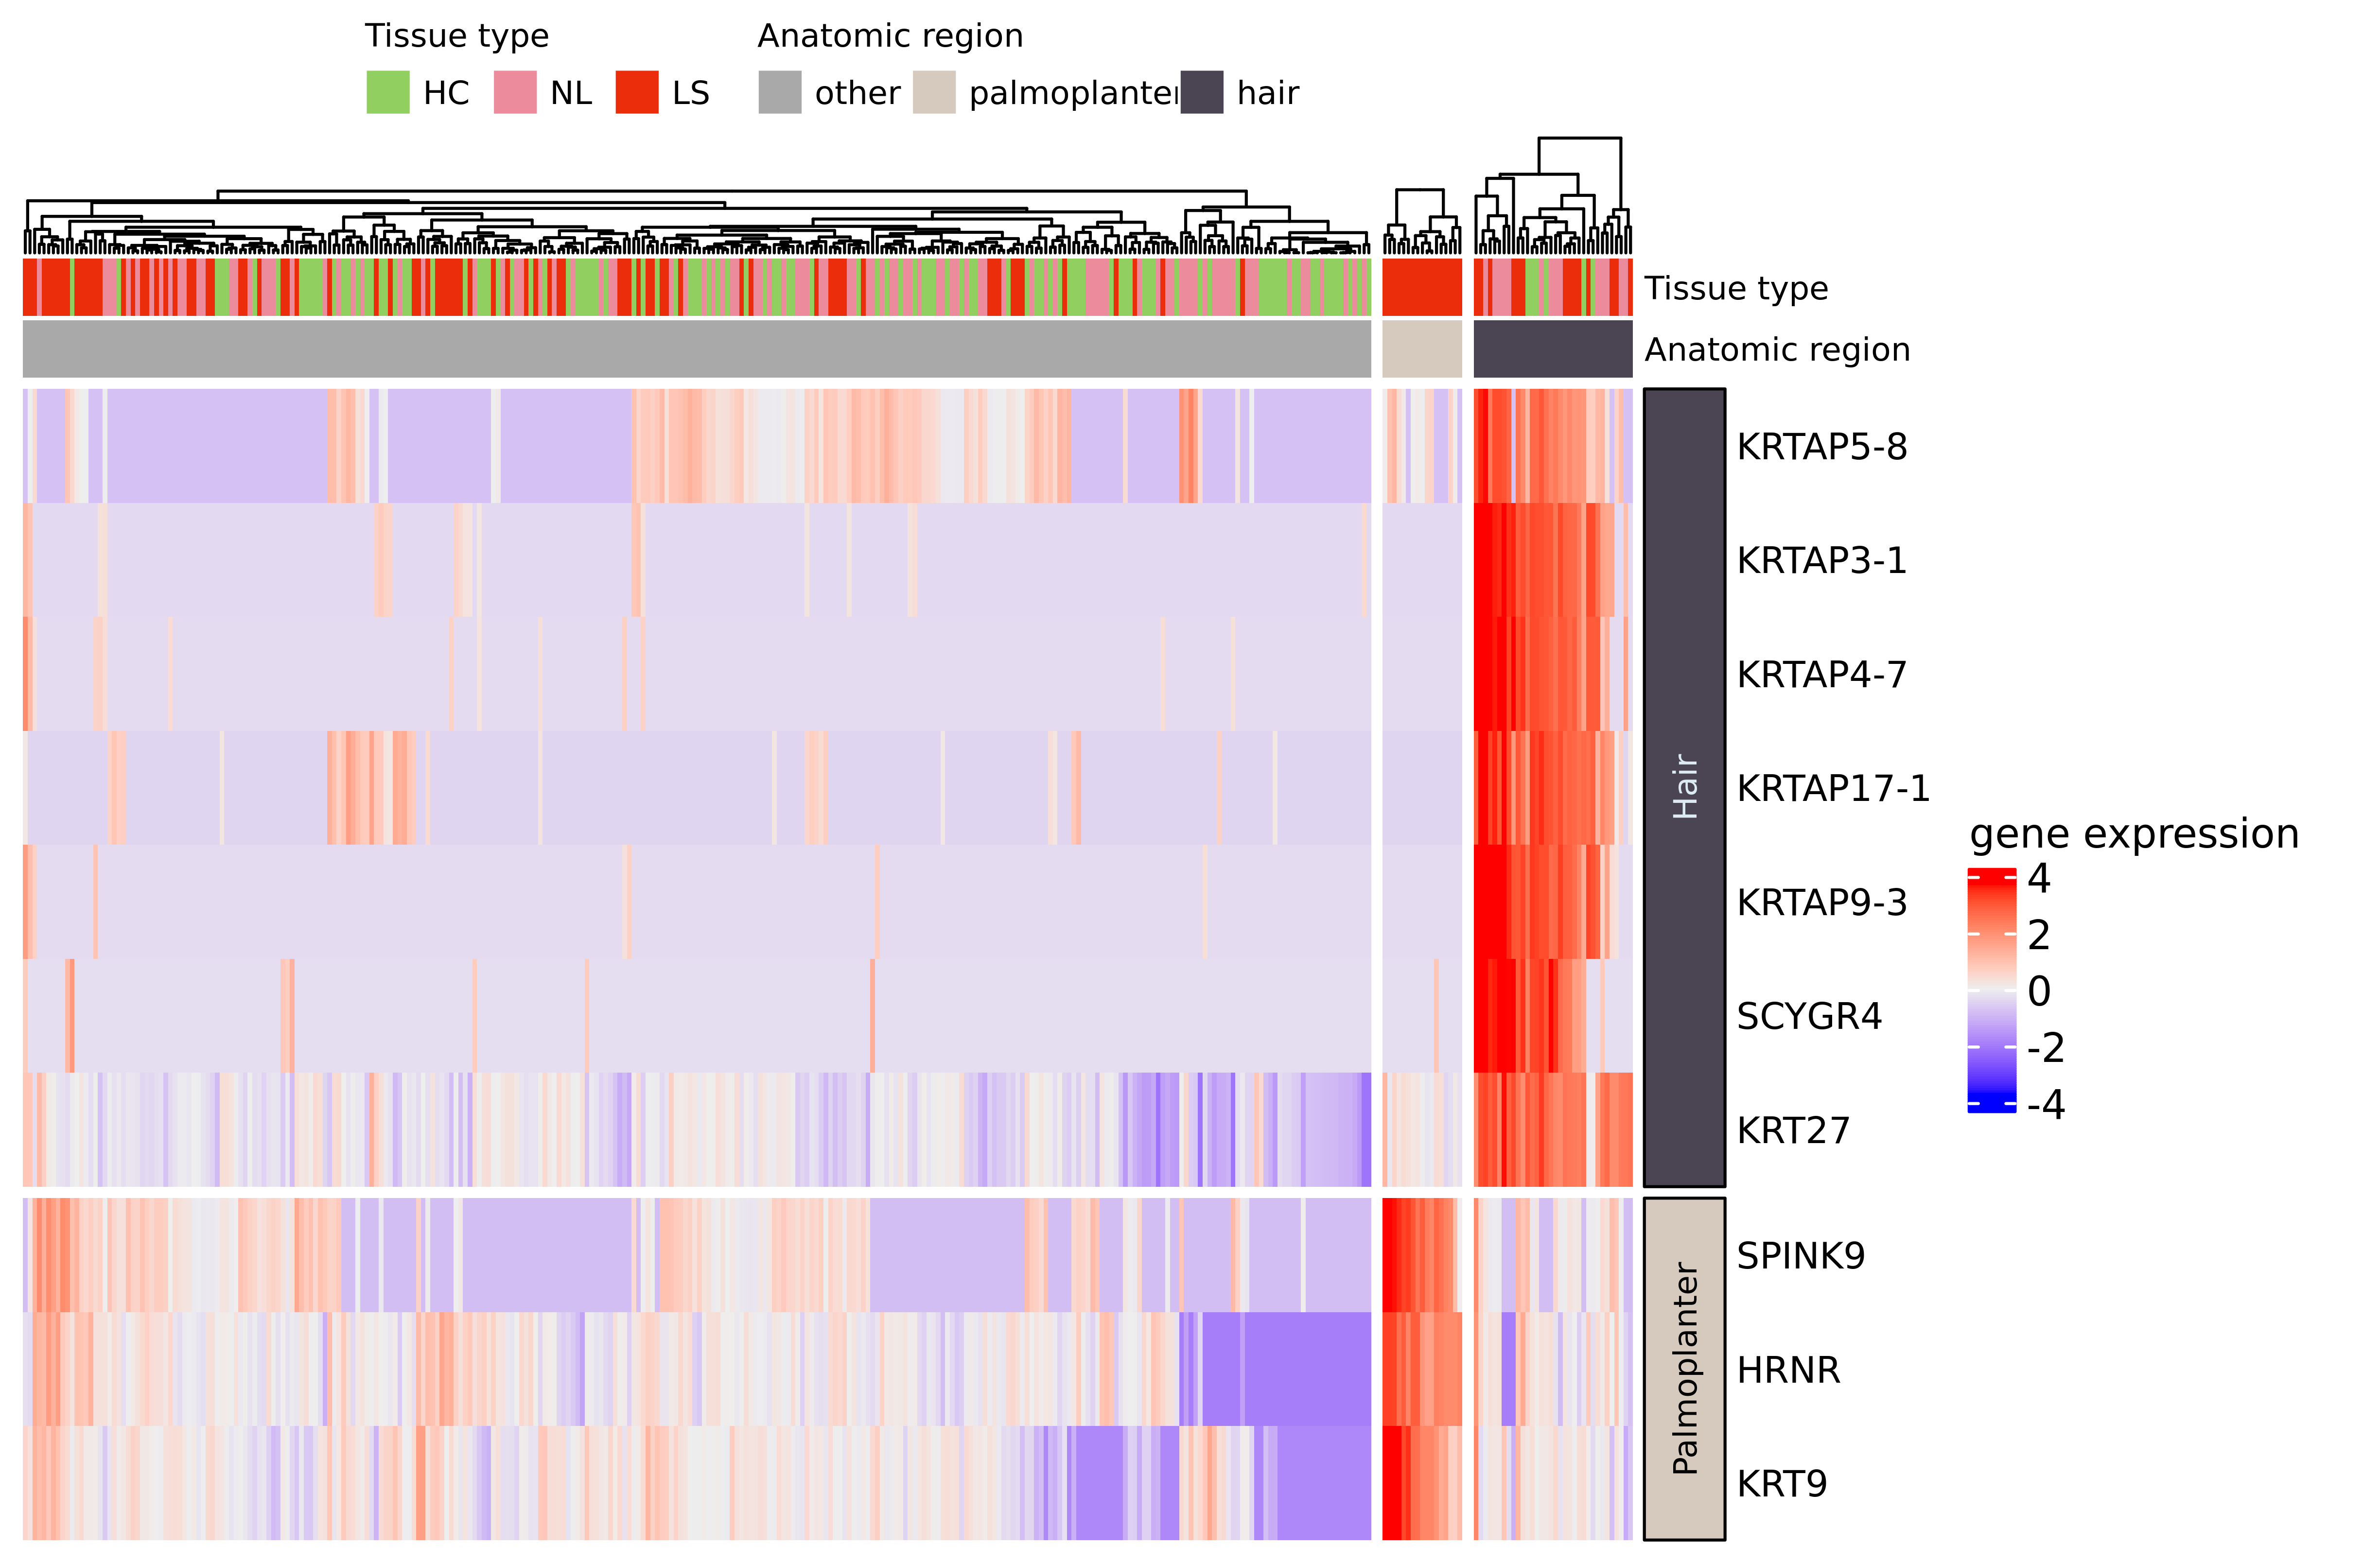 Tissue type
HC NL LS
Anatomic region
other palmoplanter hair
Tissue type
Anatomic region
Hair
KRTAP5-8
KRTAP3-1
KRTAP4-7
KRTAP17-1
KRTAP9-3
SCYGR4
KRT27
Palmoplanter
SPINK9
HRNR
KRT9
gene expression
4
2
0
-2
-4